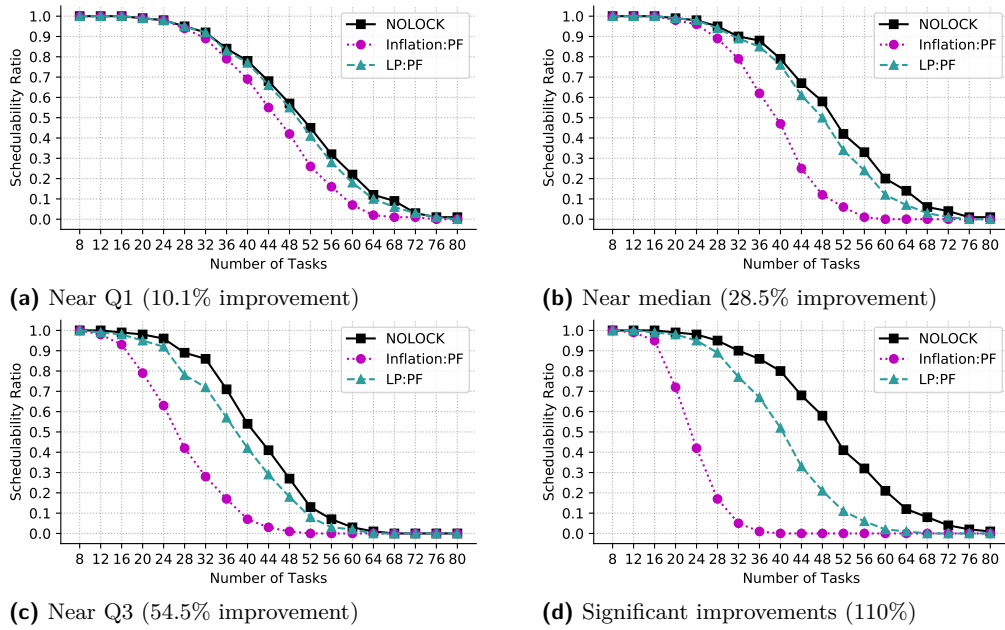 1.0
0.9
0.8
0.7
0.6
0.5
0.4
0.3
0.2
0.1
0.0
Schedulability Ratio
NOLOCK
Inflation:PF
LP:PF
8 12 16 20 24 28 32 36 40 44 48 52 56 60 64 68 72 76 80
Number of Tasks
(a) Near Q1 (10.1% improvement)
1.0
0.9
0.8
0.7
0.6
0.5
0.4
0.3
0.2
0.1
0.0
Schedulability Ratio
NOLOCK
Inflation:PF
LP:PF
8 12 16 20 24 28 32 36 40 44 48 52 56 60 64 68 72 76 80
Number of Tasks
(b) Near median (28.5% improvement)
1.0
0.9
0.8
0.7
0.6
0.5
0.4
0.3
0.2
0.1
0.0
Schedulability Ratio
NOLOCK
Inflation:PF
LP:PF
8 12 16 20 24 28 32 36 40 44 48 52 56 60 64 68 72 76 80
Number of Tasks
(c) Near Q3 (54.5% improvement)
1.0
0.9
0.8
0.7
0.6
0.5
0.4
0.3
0.2
0.1
0.0
Schedulability Ratio
NOLOCK
Inflation:PF
LP:PF
8 12 16 20 24 28 32 36 40 44 48 52 56 60 64 68 72 76 80
Number of Tasks
(d) Significant improvements (110%)